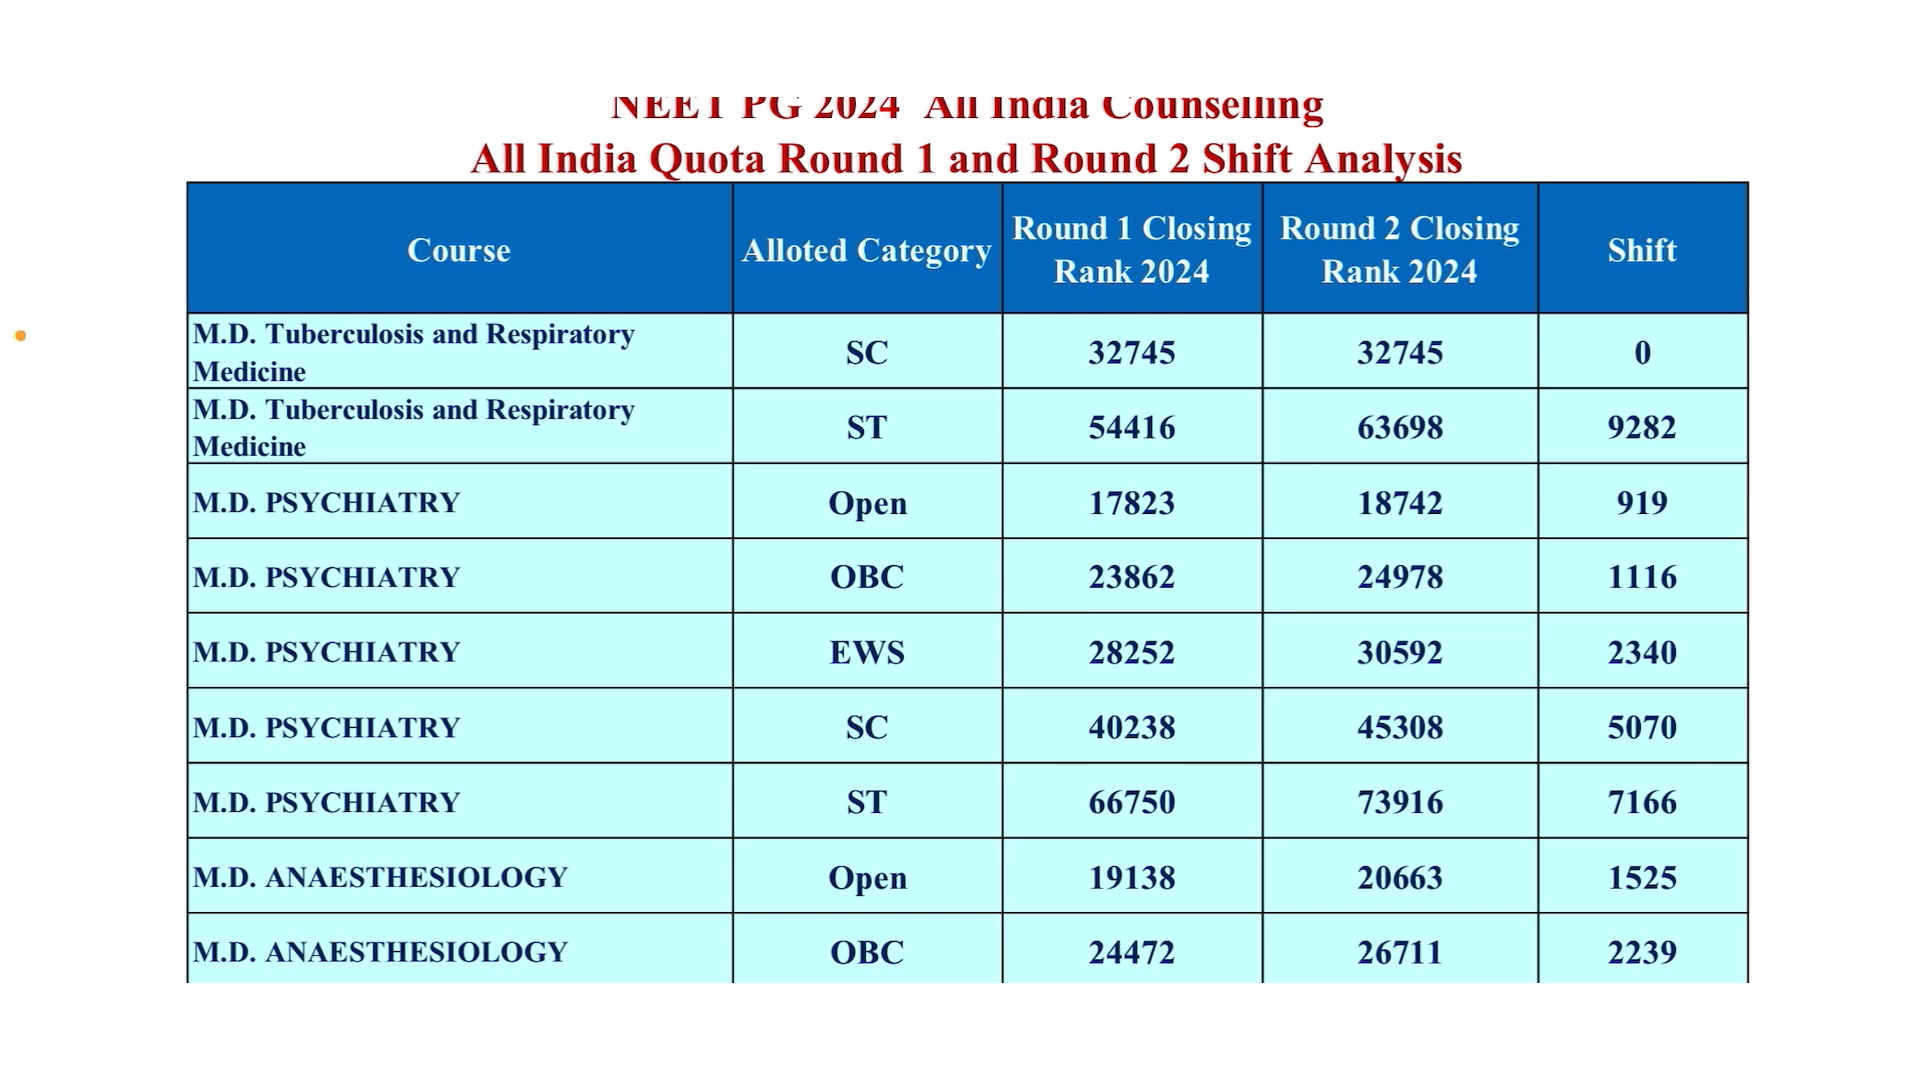 NEET PG 2024 All India Counselling
All India Quota Round 1 and Round 2 Shift Analysis
Course Alloted Category Round 1 Closing Rank 2024 Round 2 Closing Rank 2024 Shift
M.D. Tuberculosis and Respiratory Medicine SC 32745 32745 0
M.D. Tuberculosis and Respiratory Medicine ST 54416 63698 9282
M.D. PSYCHIATRY Open 17823 18742 919
M.D. PSYCHIATRY OBC 23862 24978 1116
M.D. PSYCHIATRY EWS 28252 30592 2340
M.D. PSYCHIATRY SC 40238 45308 5070
M.D. PSYCHIATRY ST 66750 73916 7166
M.D. ANAESTHESIOLOGY Open 19138 20663 1525
M.D. ANAESTHESIOLOGY OBC 24472 26711 2239